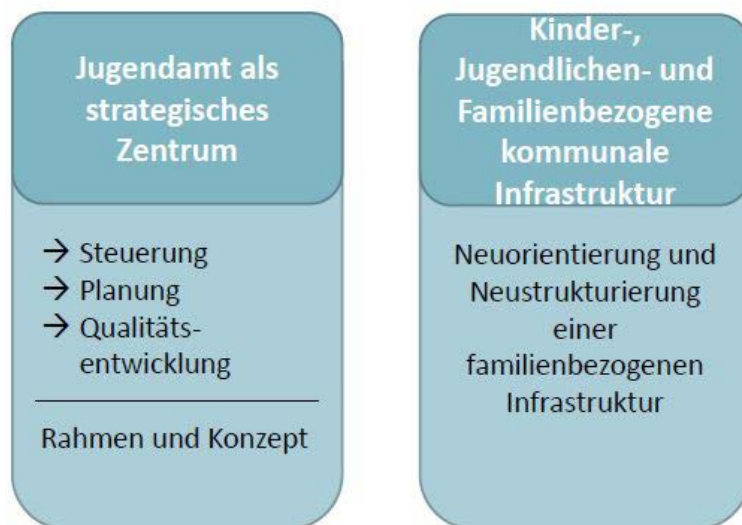 Jugendamt als
strategisches
Zentrum
→ Steuerung
→ Planung
→ Qualitäts-
entwicklung
Rahmen und Konzept
Kinder-,
Jugendlichen- und
Familienbezogene
kommunale
Infrastruktur
Neuorientierung und
Neustrukturierung
einer
familienbezogenen
Infrastruktur